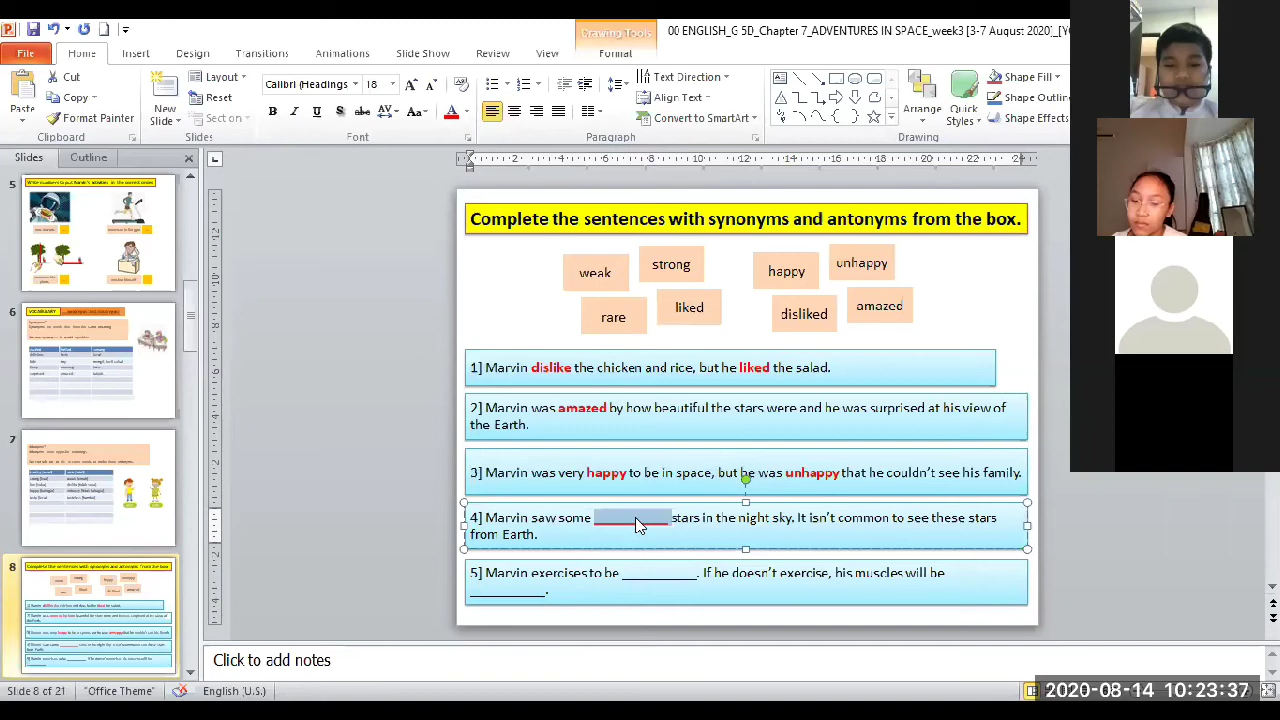 00 ENGLISH_G 5D_Chapter 7_ADVENTURES IN SPACE_week3 [3-7 August 2020]
Drawing Tools
File Home Insert Design Transitions Animations Slide Show Review View Format
Paste
Cut
Copy
Format Painter
Clipboard
New
Slide
Layout
Reset
Section
Slides
Calibri (Headings 18
Font
Text Direction
Align Text
Convert to SmartArt
Paragraph
Arrange
Quick
Styles
Shape Fill
Shape Outlin
Shape Effects
Drawing
Slides Outline
5
6
7
8
Complete the sentences with synonyms and antonyms from the box.
weak strong happy unhappy
rare liked disliked amazed
1] Marvin dislike the chicken and rice, but he liked the salad.
2] Marvin was amazed by how beautiful the stars were and he was surprised at his view of
the Earth.
happy to be in space, but unhappy that he couldn't see his family.
4] Marvin saw some __________ stars in the night sky. It isn't common to see these stars
from Earth.
5] Marvin exercises to be __________. If he doesn't exercise, his muscles will be
__________.
Click to add notes
Slide 8 of 21 "Office Theme" English (U.S.)
2020-08-14 10:23:37